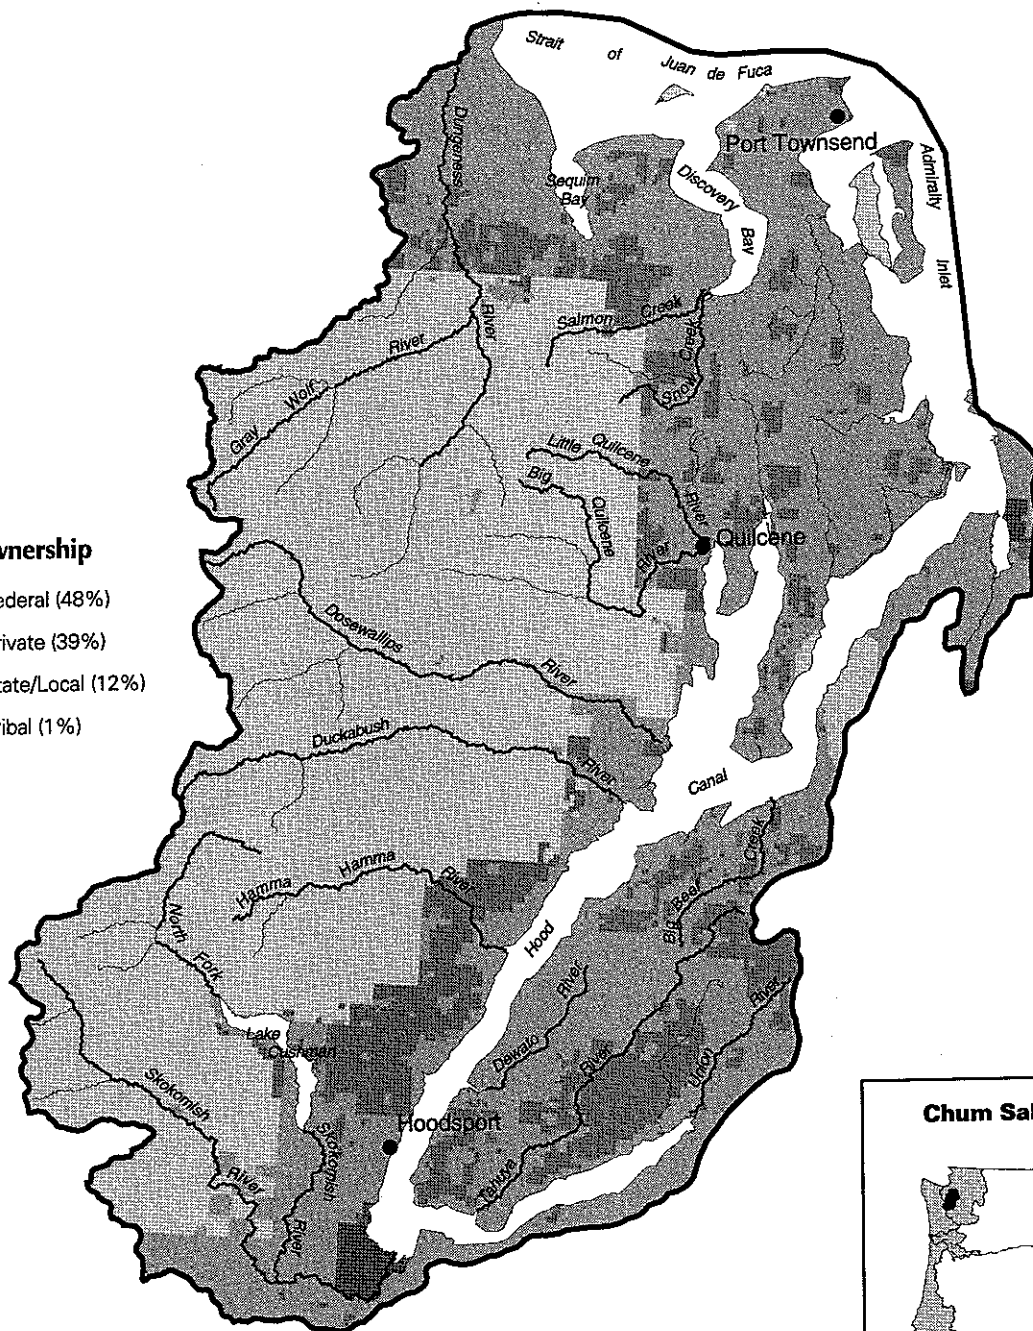 Strait of Juan de Fuca
Port Townsend
Admiralty Inlet
Dungeness River
Sequim Bay
Discovery Bay
Salmon Creek
Snow Creek
Gray Wolf River
Little Quilcene River
Big Quilcene River
Quilcene
wnership
ederal (48%)
rivate (39%)
tate/Local (12%)
ribal (1%)
Dosewallips River
Duckabush River
Hood Canal
Hamma Hamma River
Big Beef Creek
North Fork Skokomish River
Lake Cushman
Dewato River
Tahuya River
Union River
Skokomish River
Hoodsport
Chum Sal